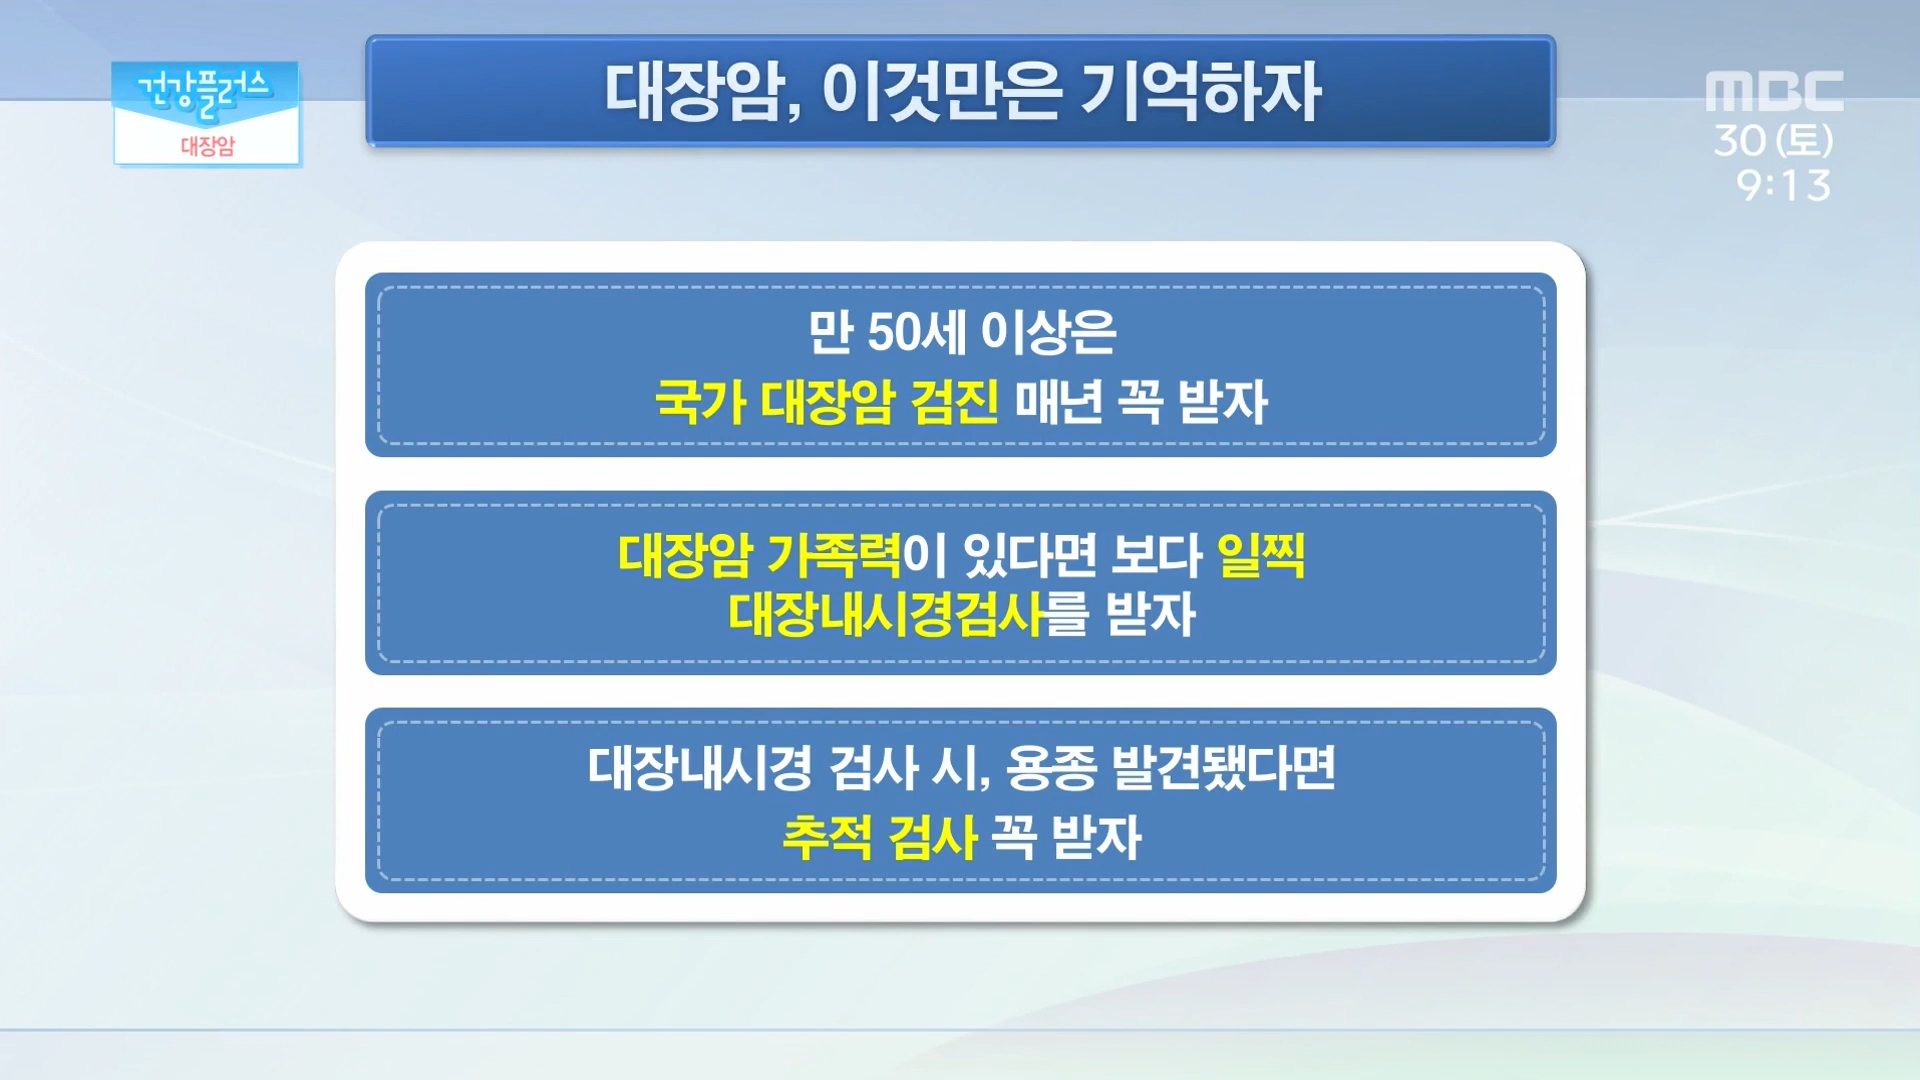 대장암, 이것만은 기억하자
건강플러스
대장암
MBC
30 (토)
9:13
만 50세 이상은
국가 대장암 검진 매년 꼭 받자
대장암 가족력이 있다면 보다 일찍
대장내시경검사를 받자
대장내시경 검사 시, 용종 발견됐다면
추적 검사 꼭 받자